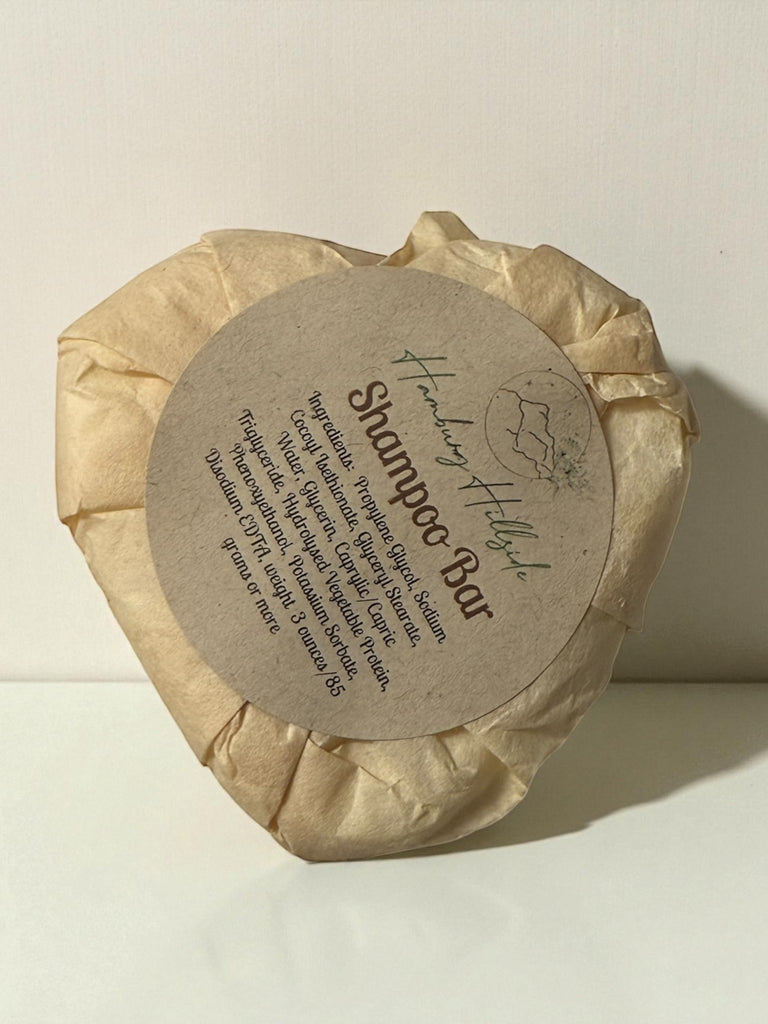 Hamburg Hillside
Shampoo Bar
Ingredients: Propylene Glycol, Sodium
Cocoyl Isethionate, Glyceryl Stearate,
Water, Glycerin, Caprylic/Capric
Triglyceride, Hydrolysed Vegetable Protein,
Phenoxyethanol, Potassium Sorbate,
Disodium EDTA, weight 3 ounces/85
grams or more